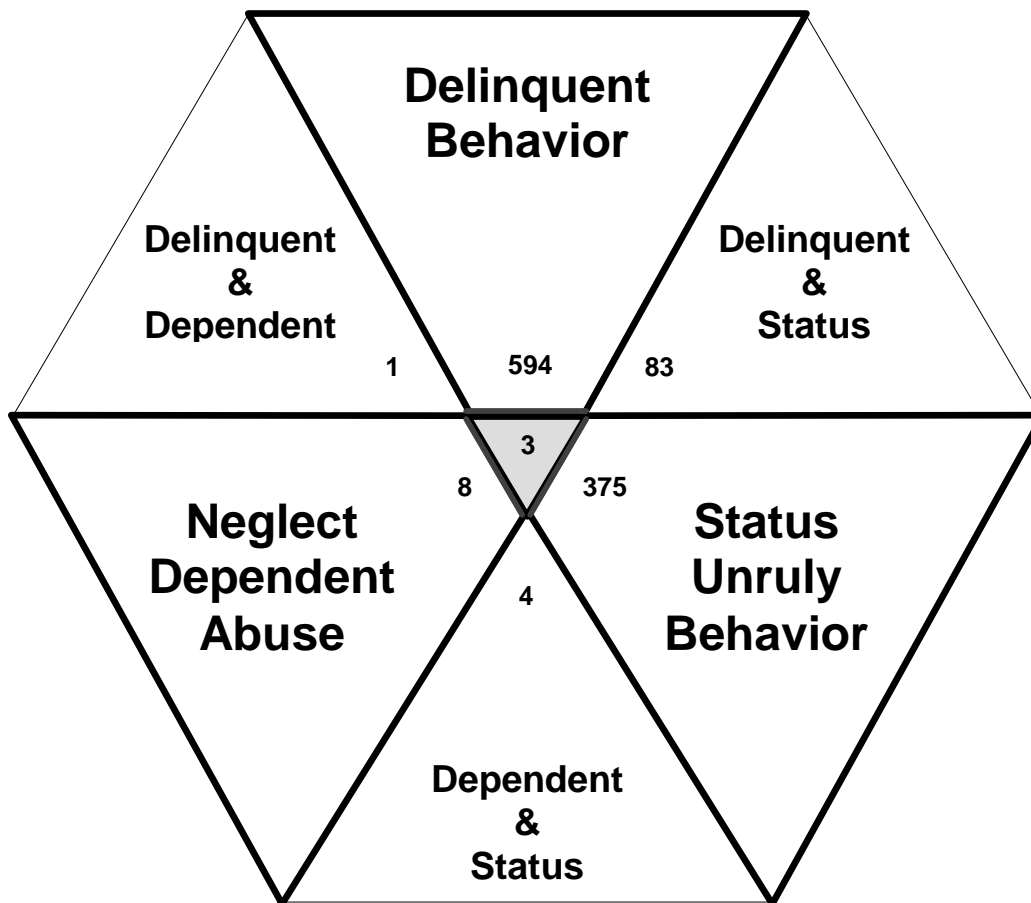 Delinquent
Behavior
Delinquent
&
Dependent
Delinquent
&
Status
1
594
83
3
8
375
Neglect
Dependent
Abuse
Status
Unruly
Behavior
4
Dependent
&
Status